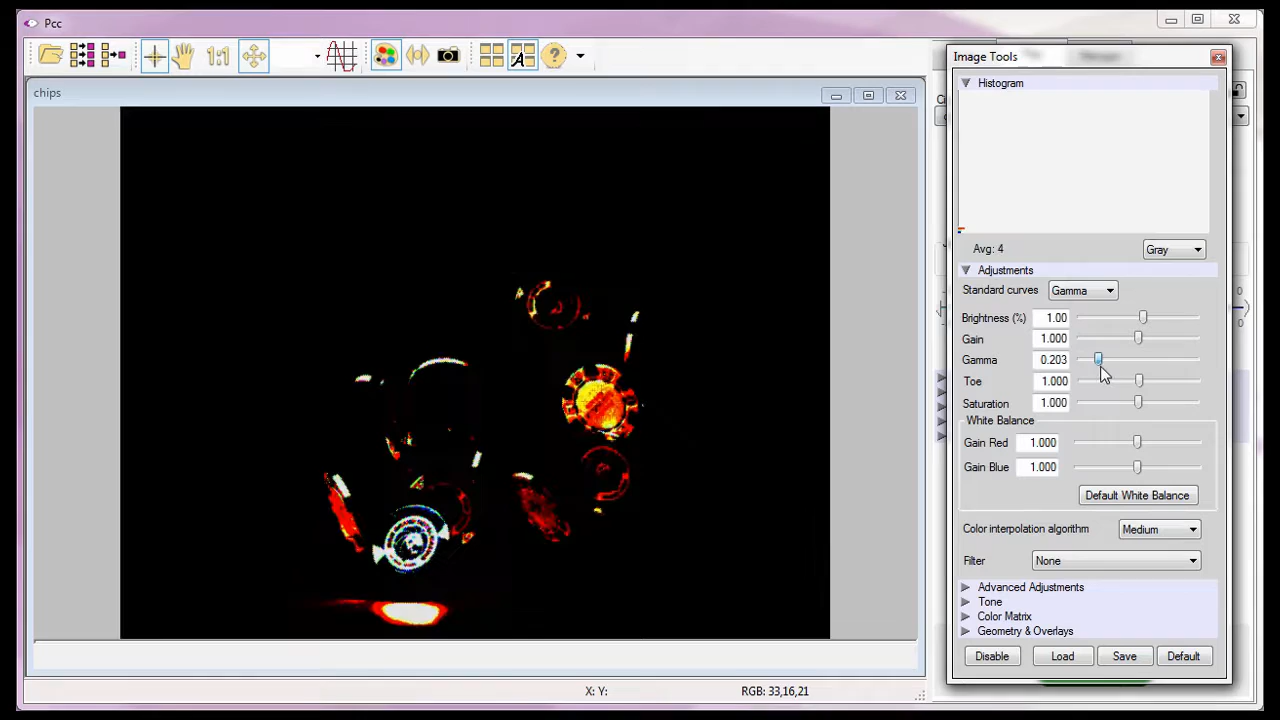 Pcc
1:1
A
?
chips
Image Tools
Histogram
Avg: 4
Gray
Adjustments
Standard curves
Gamma
Brightness (%)
1.00
Gain
1.000
Gamma
0.203
Toe
1.000
Saturation
1.000
White Balance
Gain Red
1.000
Gain Blue
1.000
Default White Balance
Color interpolation algorithm
Medium
Filter
None
Advanced Adjustments
Tone
Color Matrix
Geometry & Overlays
Disable
Load
Save
Default
X: Y:
RGB: 33,16,21